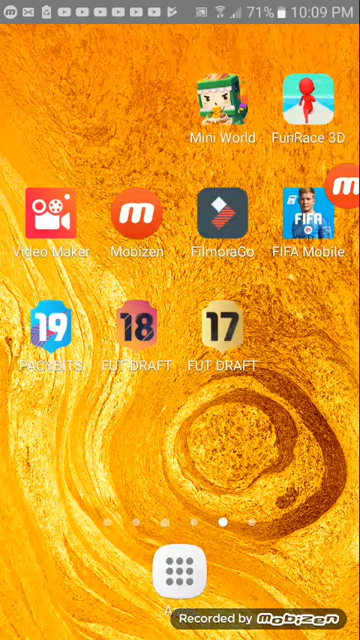 71% 10:09 PM
Mini World
FunRace 3D
Video Maker
Mobizen
FilmoraGo
FIFA Mobile
FIFA
19
18
17
PACYBITS
FUT DRAFT
FUT DRAFT
Recorded by mobizen